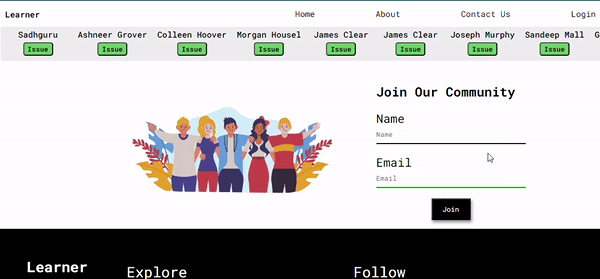 Learner Home About Contact Us Login
Sadhguru Ashneer Grover Colleen Hoover Morgan Housel James Clear James Clear Joseph Murphy Sandeep Mall G
Issue Issue Issue Issue Issue Issue Issue Issue
Join Our Community
Name
Name
Email
Email
Join
Learner Explore Follow